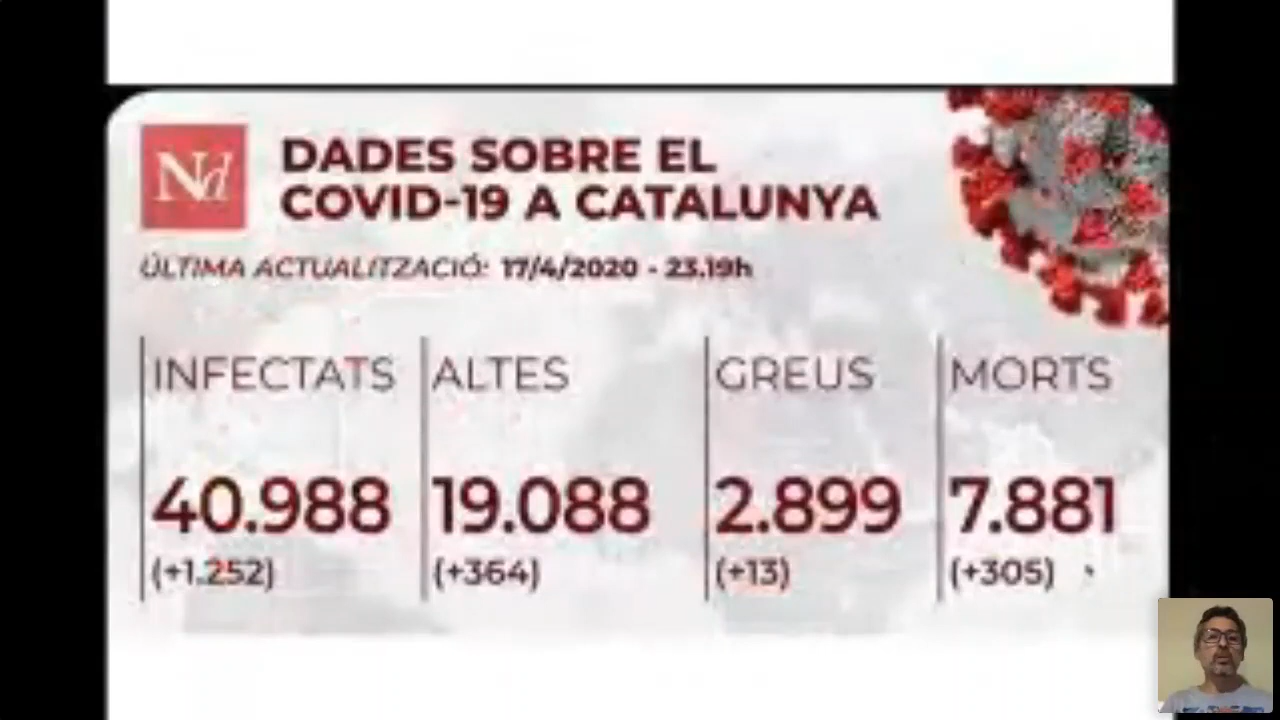 Nd
DADES SOBRE EL
COVID-19 A CATALUNYA
ÚLTIMA ACTUALITZACIÓ: 17/4/2020 - 23.19h
INFECTATS ALTES GREUS MORTS
40.988 19.088 2.899 7.881
(+1.252) (+364) (+13) (+305)